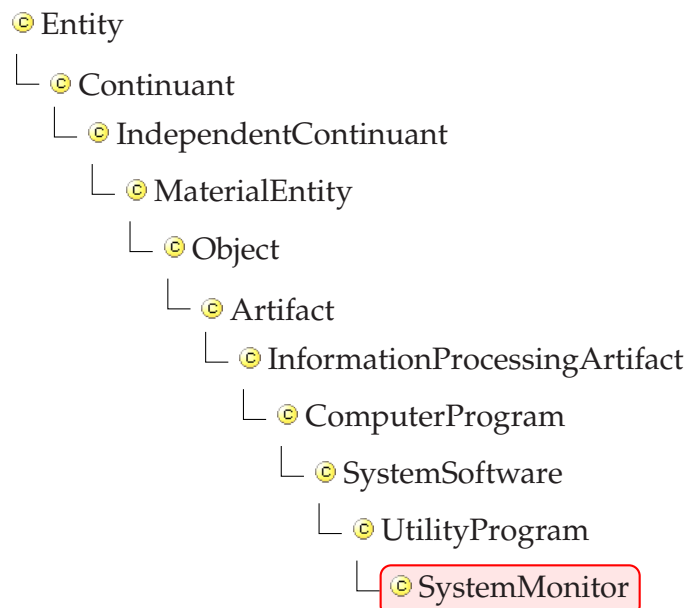 © Entity
© Continuant
© IndependentContinuant
© MaterialEntity
© Object
© Artifact
© InformationProcessingArtifact
© ComputerProgram
© SystemSoftware
© UtilityProgram
© SystemMonitor